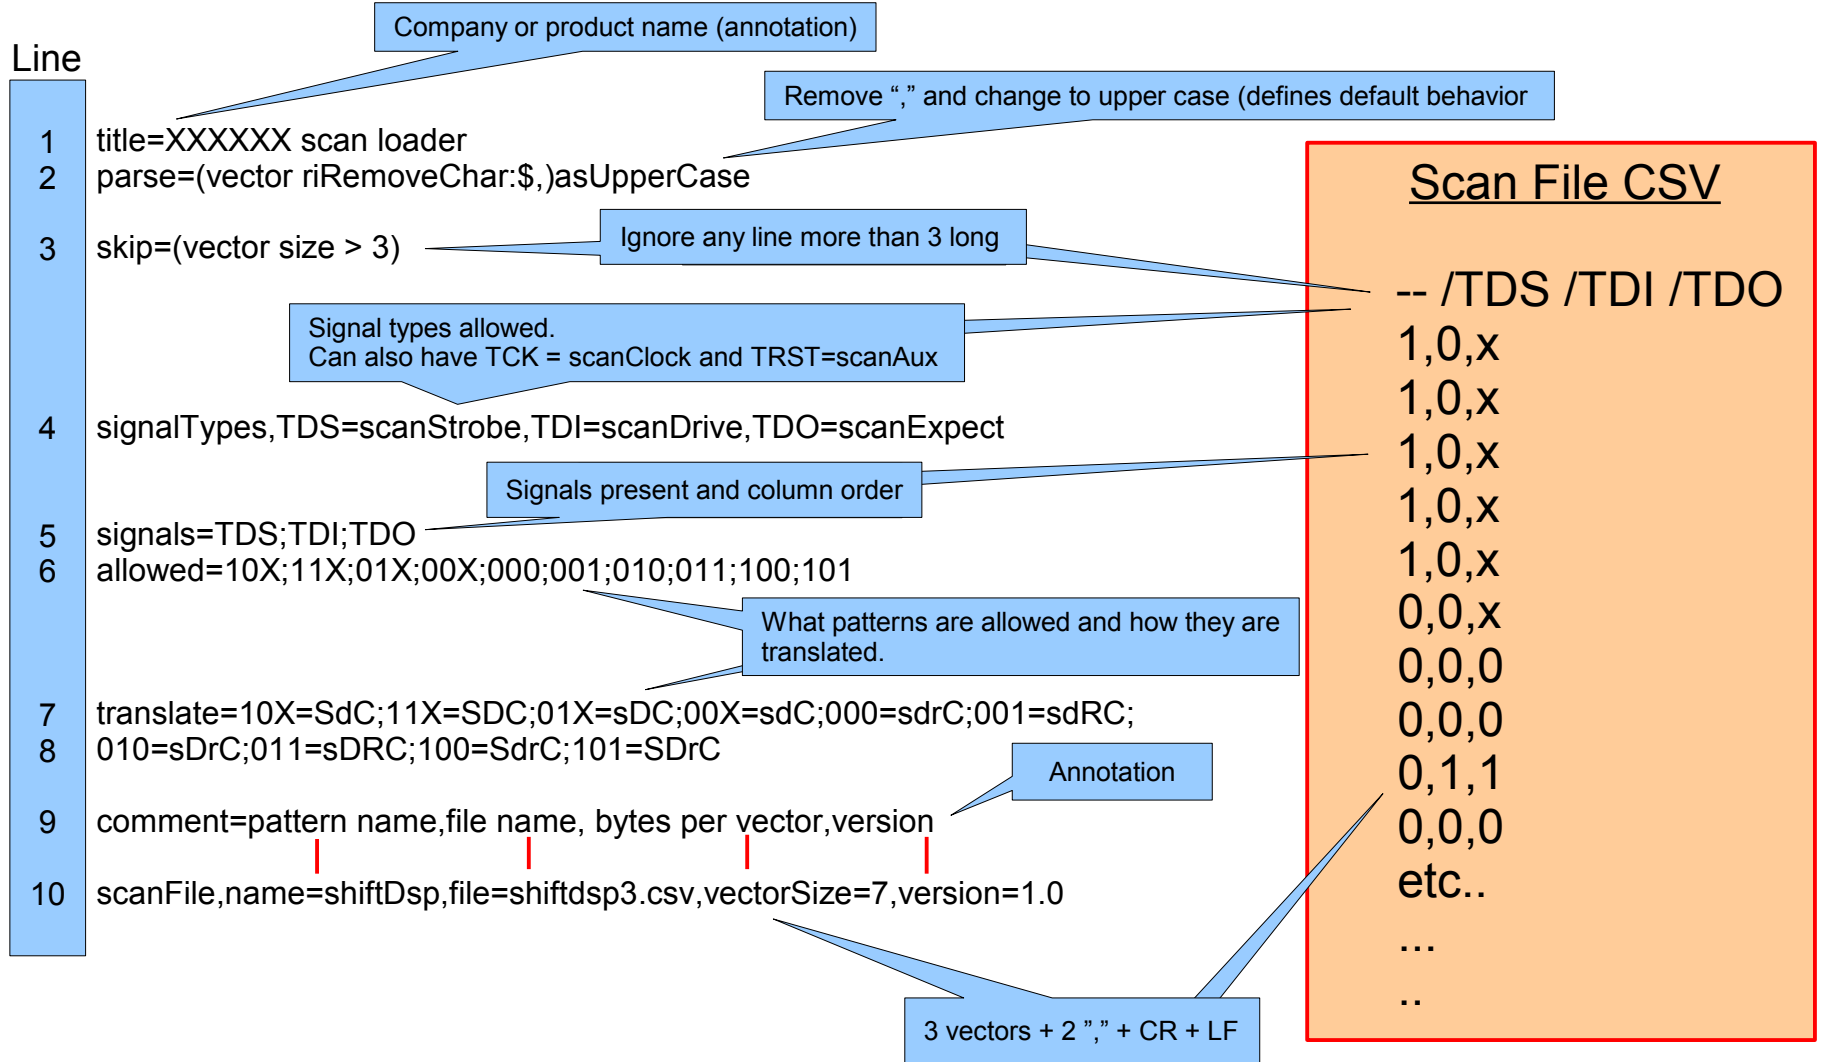 Company or product name (annotation)
Line
Remove “,” and change to upper case (defines default behavior
1 title=XXXXXX scan loader
2 parse=(vector riRemoveChar:$,)asUpperCase
Ignore any line more than 3 long
3 skip=(vector size > 3)
Signal types allowed.
Can also have TCK = scanClock and TRST=scanAux
4 signalTypes,TDS=scanStrobe,TDI=scanDrive,TDO=scanExpect
Signals present and column order
5 signals=TDS;TDI;TDO
6 allowed=10X;11X;01X;00X;000;001;010;011;100;101
What patterns are allowed and how they are
translated.
7 translate=10X=SdC;11X=SDC;01X=sDC;00X=sdC;000=sdrC;001=sdRC;
8 010=sDrC;011=sDRC;100=SdrC;101=SDrC
Annotation
9 comment=pattern name,file name, bytes per vector,version
10 scanFile,name=shiftDsp,file=shiftdsp3.csv,vectorSize=7,version=1.0
3 vectors + 2 ”,” + CR + LF
Scan File CSV
-- /TDS /TDI /TDO
1,0,x
1,0,x
1,0,x
1,0,x
1,0,x
0,0,x
0,0,0
0,0,0
0,1,1
0,0,0
etc..
...
..